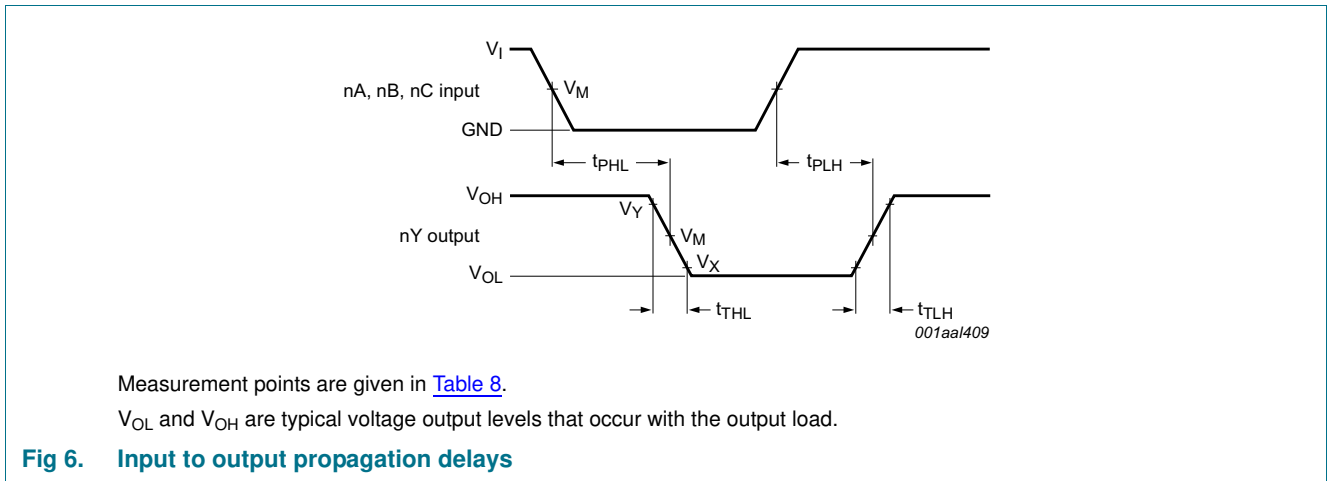 V_I
nA, nB, nC input
V_M
GND
t_PHL
t_PLH
V_OH
V_Y
nY output
V_M
V_X
V_OL
t_THL
t_TLH
001aal409
Measurement points are given in Table 8.
V_OL and V_OH are typical voltage output levels that occur with the output load.
Fig 6. Input to output propagation delays